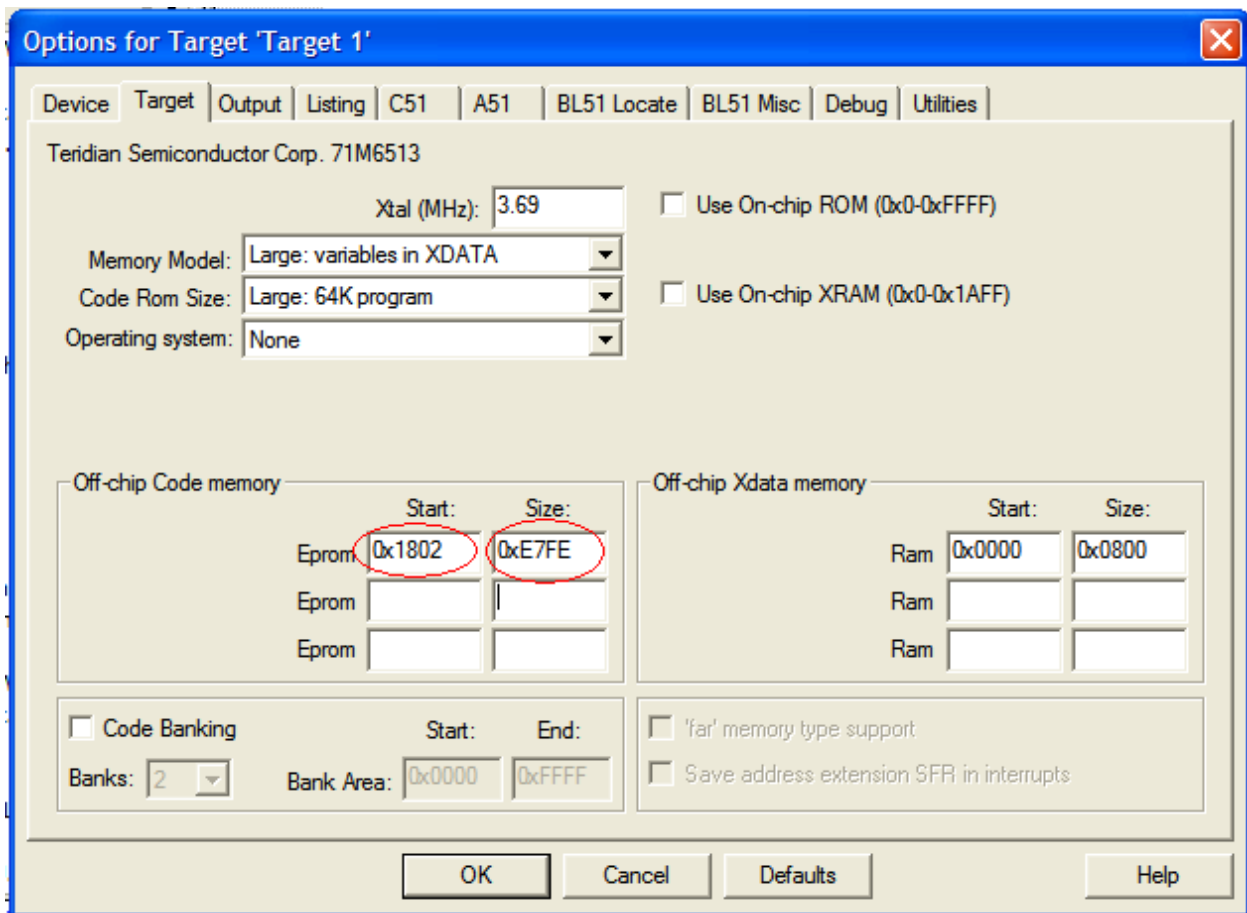 Options for Target 'Target 1'
Device Target Output Listing C51 A51 BL51 Locate BL51 Misc Debug Utilities
Teridian Semiconductor Corp. 71M6513
Xtal (MHz): 3.69
Use On-chip ROM (0x0-0xFFFF)
Memory Model: Large: variables in XDATA
Code Rom Size: Large: 64K program
Use On-chip XRAM (0x0-0x1AFF)
Operating system: None
Off-chip Code memory
Start: Size:
Eprom 0x1802 0xE7FE
Eprom
Eprom
Off-chip Xdata memory
Start: Size:
Ram 0x0000 0x0800
Ram
Ram
Code Banking Start: End:
Banks: 2 Bank Area: 0x0000 0xFFFF
'far' memory type support
Save address extension SFR in interrupts
OK Cancel Defaults Help